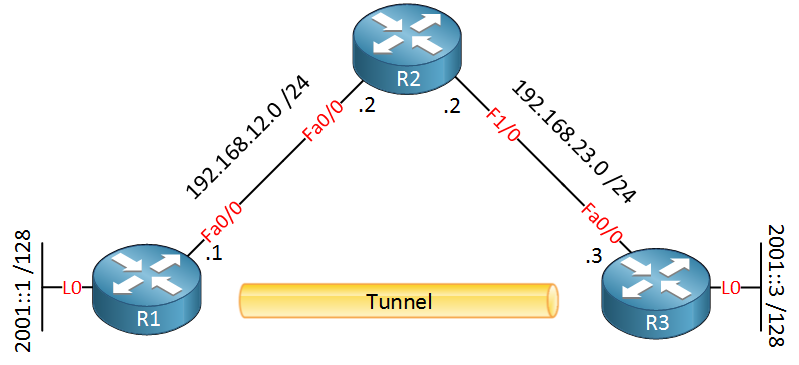 R2
.2
.2
192.168.12.0 /24
Fa0/0
F1/0
192.168.23.0 /24
Fa0/0
.1
Fa0/0
.3
2001::1 /128
L0
R1
Tunnel
R3
L0
2001::3 /128